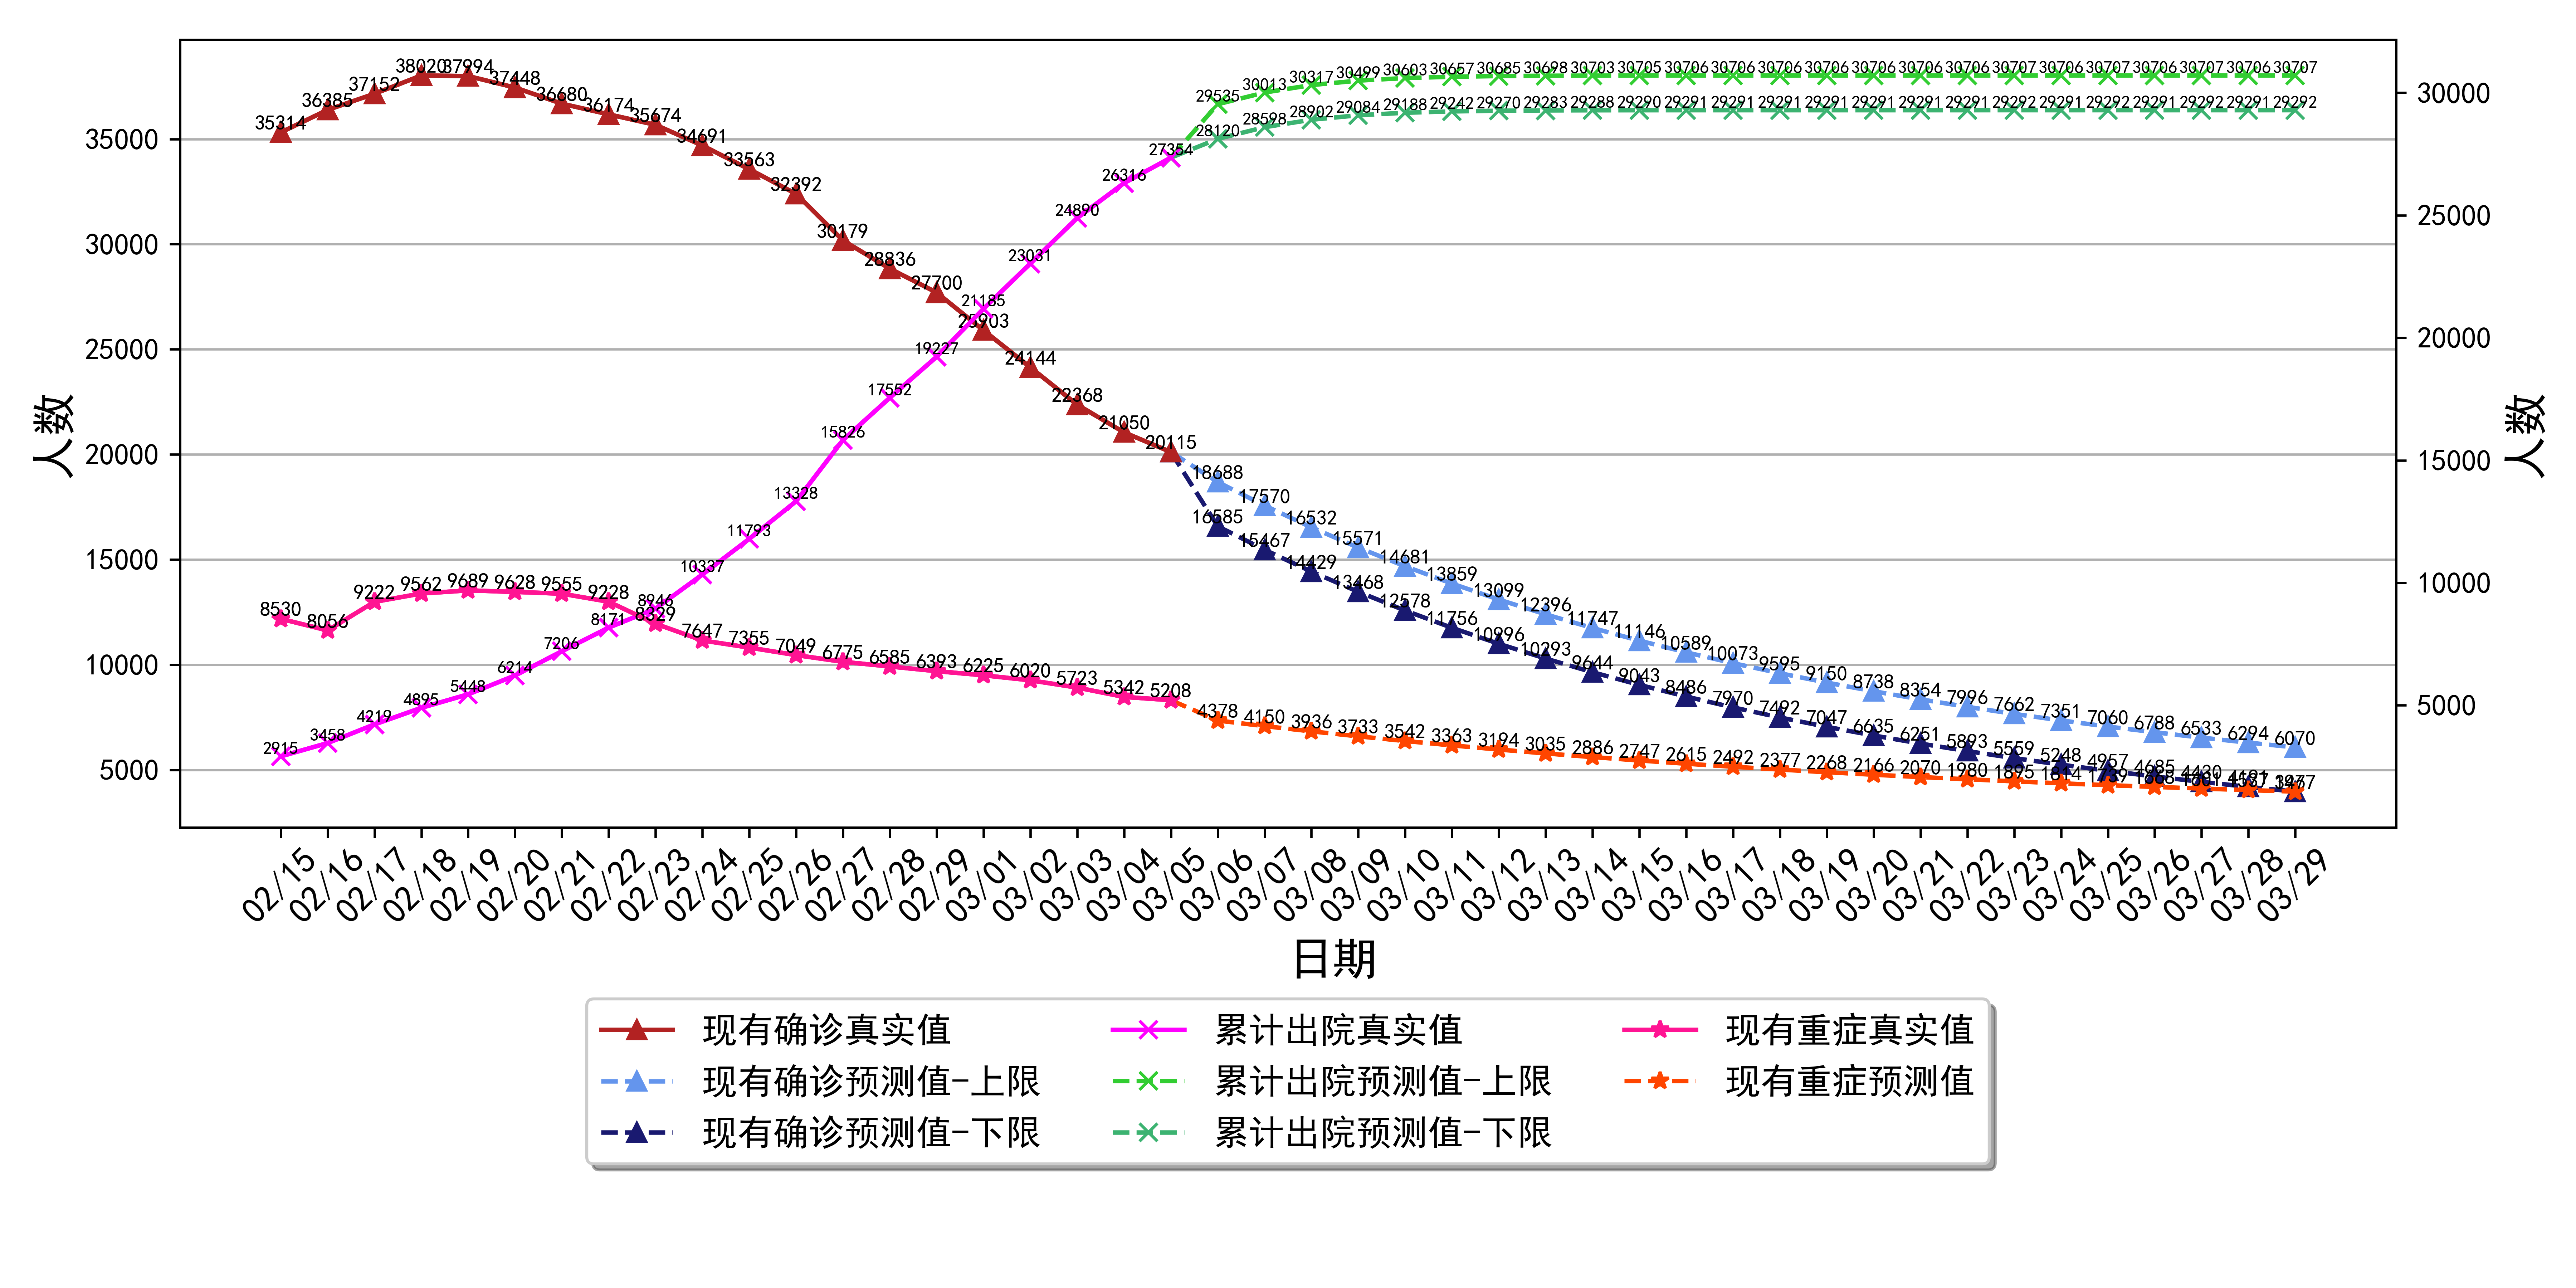 35314 36385 37152 38020 37994 37448 36680 36174 35674 34691 33563 32392 30179 28836 27700 25903 24144 22368 21050 20115
18688 17570 16532 15571 14681 13859 13099 12396 11747 11146 10589 10073 9595 9150 8738 8354 7996 7662 7351 7060 6788 6533 6294 6070
16585 15467 14429 13468 12578 11756 10996 10293 9644 9043 8486 7970 7492 7047 6635 6251 5893 5559 5248 4957 4685 4430
2915 3458 4219 4895 5448 6214 7206 8171 8946 10337 11793 13328 15826 17552 19227 21185 23031 24890 26316 27354
29535 30013 30317 30499 30603 30657 30685 30698 30703 30705 30706 30706 30706 30706 30706 30706 30706 30707 30706 30707 30706 30707 30706 30707
28120 28598 28902 29084 29188 29242 29270 29283 29288 29290 29291 29291 29291 29291 29291 29291 29291 29292 29291 29292 29291 29292 29291 29292
8530 8056 9222 9562 9689 9628 9555 9228 8329 7647 7355 7049 6775 6585 6393 6225 6020 5723 5342 5208
4378 4150 3936 3733 3542 3363 3194 3035 2886 2747 2615 2492 2377 2268 2166 2070 1980 1895
35000
30000
25000
20000
15000
10000
5000
人数
30000
25000
20000
15000
10000
5000
人数
02/15 02/16 02/17 02/18 02/19 02/20 02/21 02/22 02/23 02/24 02/25 02/26 02/27 02/28 02/29 03/01 03/02 03/03 03/04 03/05 03/06 03/07 03/08 03/09 03/10 03/11 03/12 03/13 03/14 03/15 03/16 03/17 03/18 03/19 03/20 03/21 03/22 03/23 03/24 03/25 03/26 03/27 03/28 03/29
日期
现有确诊真实值 累计出院真实值 现有重症真实值
现有确诊预测值-上限 累计出院预测值-上限 现有重症预测值
现有确诊预测值-下限 累计出院预测值-下限